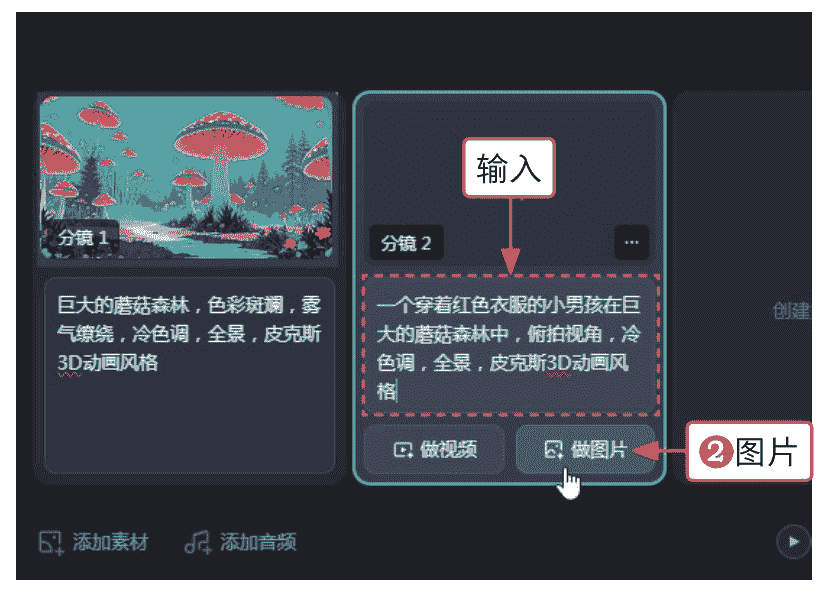 输入
分镜 1
分镜 2
...
巨大的蘑菇森林，色彩斑斓，雾
气缭绕，冷色调，全景，皮克斯
3D动画风格
一个穿着红色衣服的小男孩在巨
大的蘑菇森林中，俯拍视角，冷
色调，全景，皮克斯3D动画风
格
创建
做视频
做图片
❷图片
添加素材
添加音频